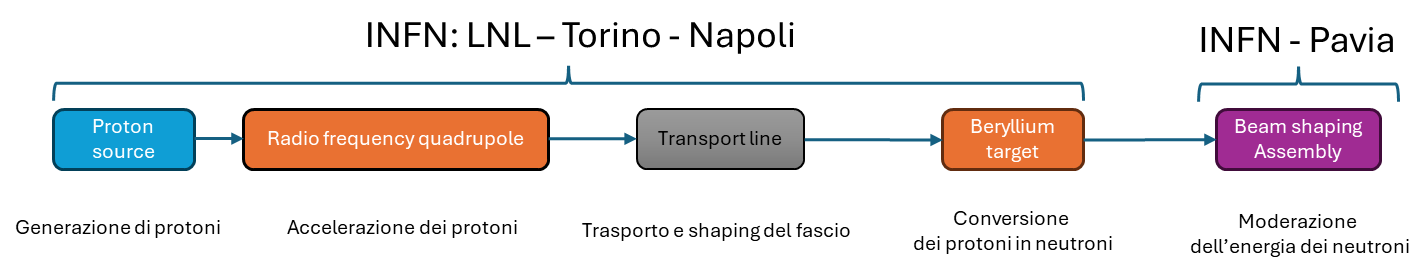 INFN: LNL – Torino - Napoli
INFN - Pavia
Proton
source
Radio frequency quadrupole
Transport line
Beryllium
target
Beam shaping
Assembly
Generazione di protoni
Accelerazione dei protoni
Trasporto e shaping del fascio
Conversione
dei protoni in neutroni
Moderazione
dell’energia dei neutroni